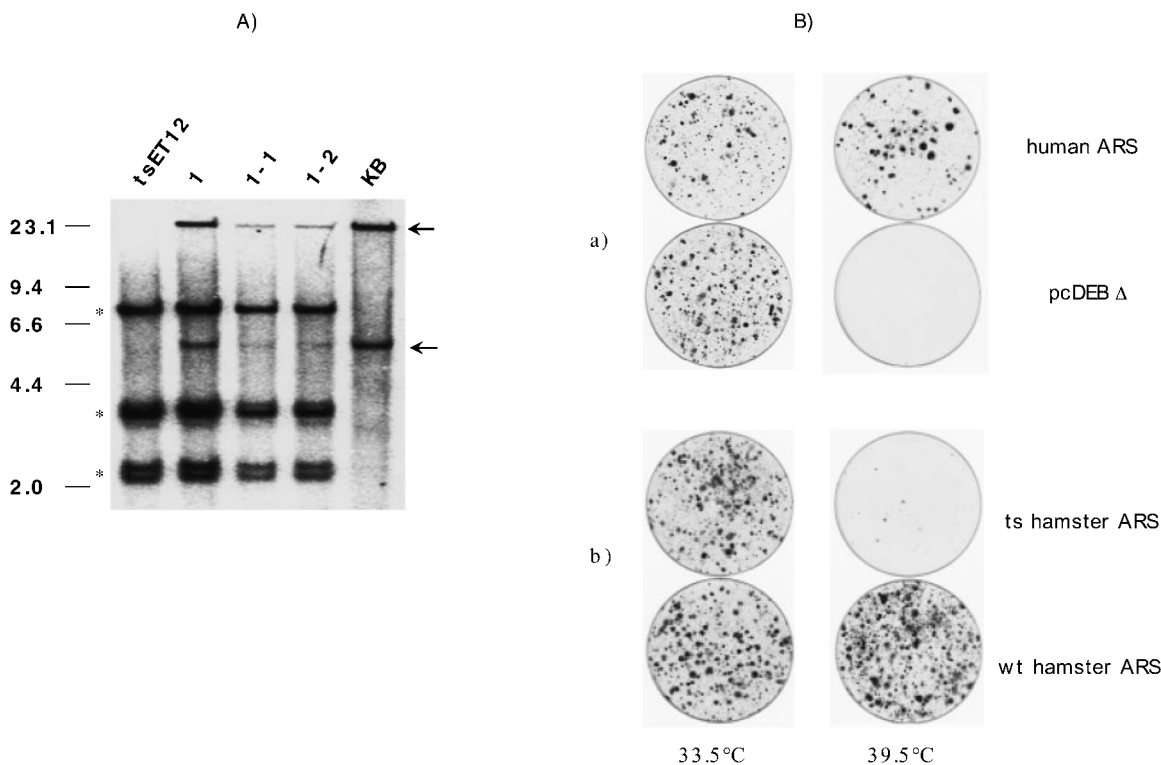 A)
B)
tsET12
1
1-1
1-2
KB
23.1
9.4
*
6.6
4.4
*
*
2.0
human ARS
a)
pcDEB Δ
ts hamster ARS
b)
wt hamster ARS
33.5°C
39.5°C